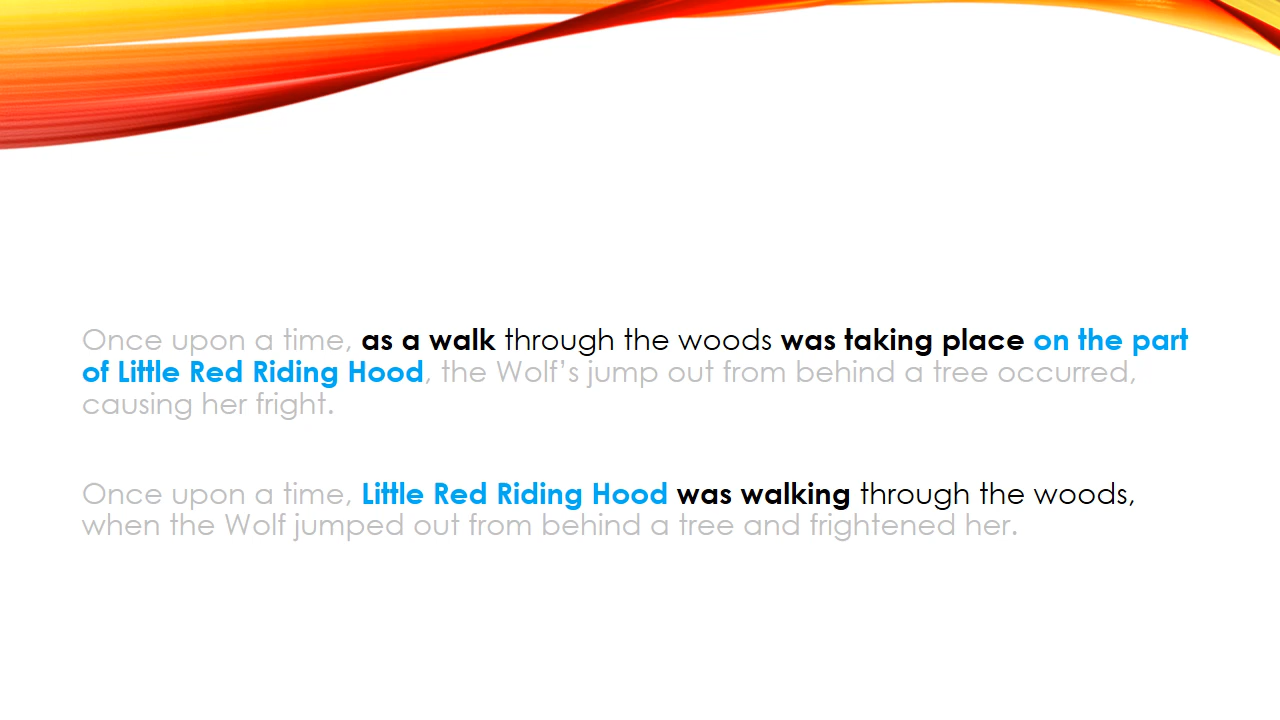 Once upon a time, as a walk through the woods was taking place on the part
of Little Red Riding Hood, the Wolf’s jump out from behind a tree occurred,
causing her fright.
Once upon a time, Little Red Riding Hood was walking through the woods,
when the Wolf jumped out from behind a tree and frightened her.